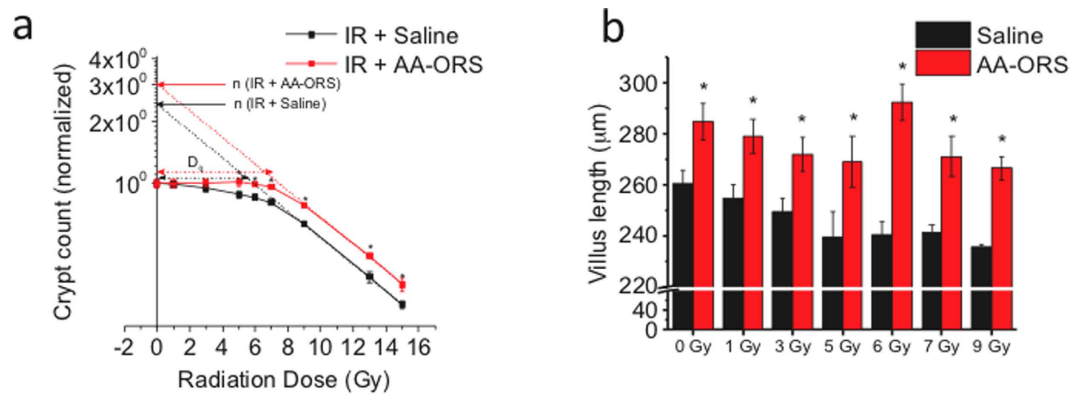 a
IR + Saline
IR + AA-ORS
4x10⁰
3x10⁰
2x10⁰
10⁰
n (IR + AA-ORS)
n (IR + Saline)
Dq
* * * *
Crypt count (normalized)
-2 0 2 4 6 8 10 12 14 16
Radiation Dose (Gy)
b
Saline
AA-ORS
300
280
260
240
220
40
0
* * * * * * *
Villus length (μm)
0 Gy 1 Gy 3 Gy 5 Gy 6 Gy 7 Gy 9 Gy